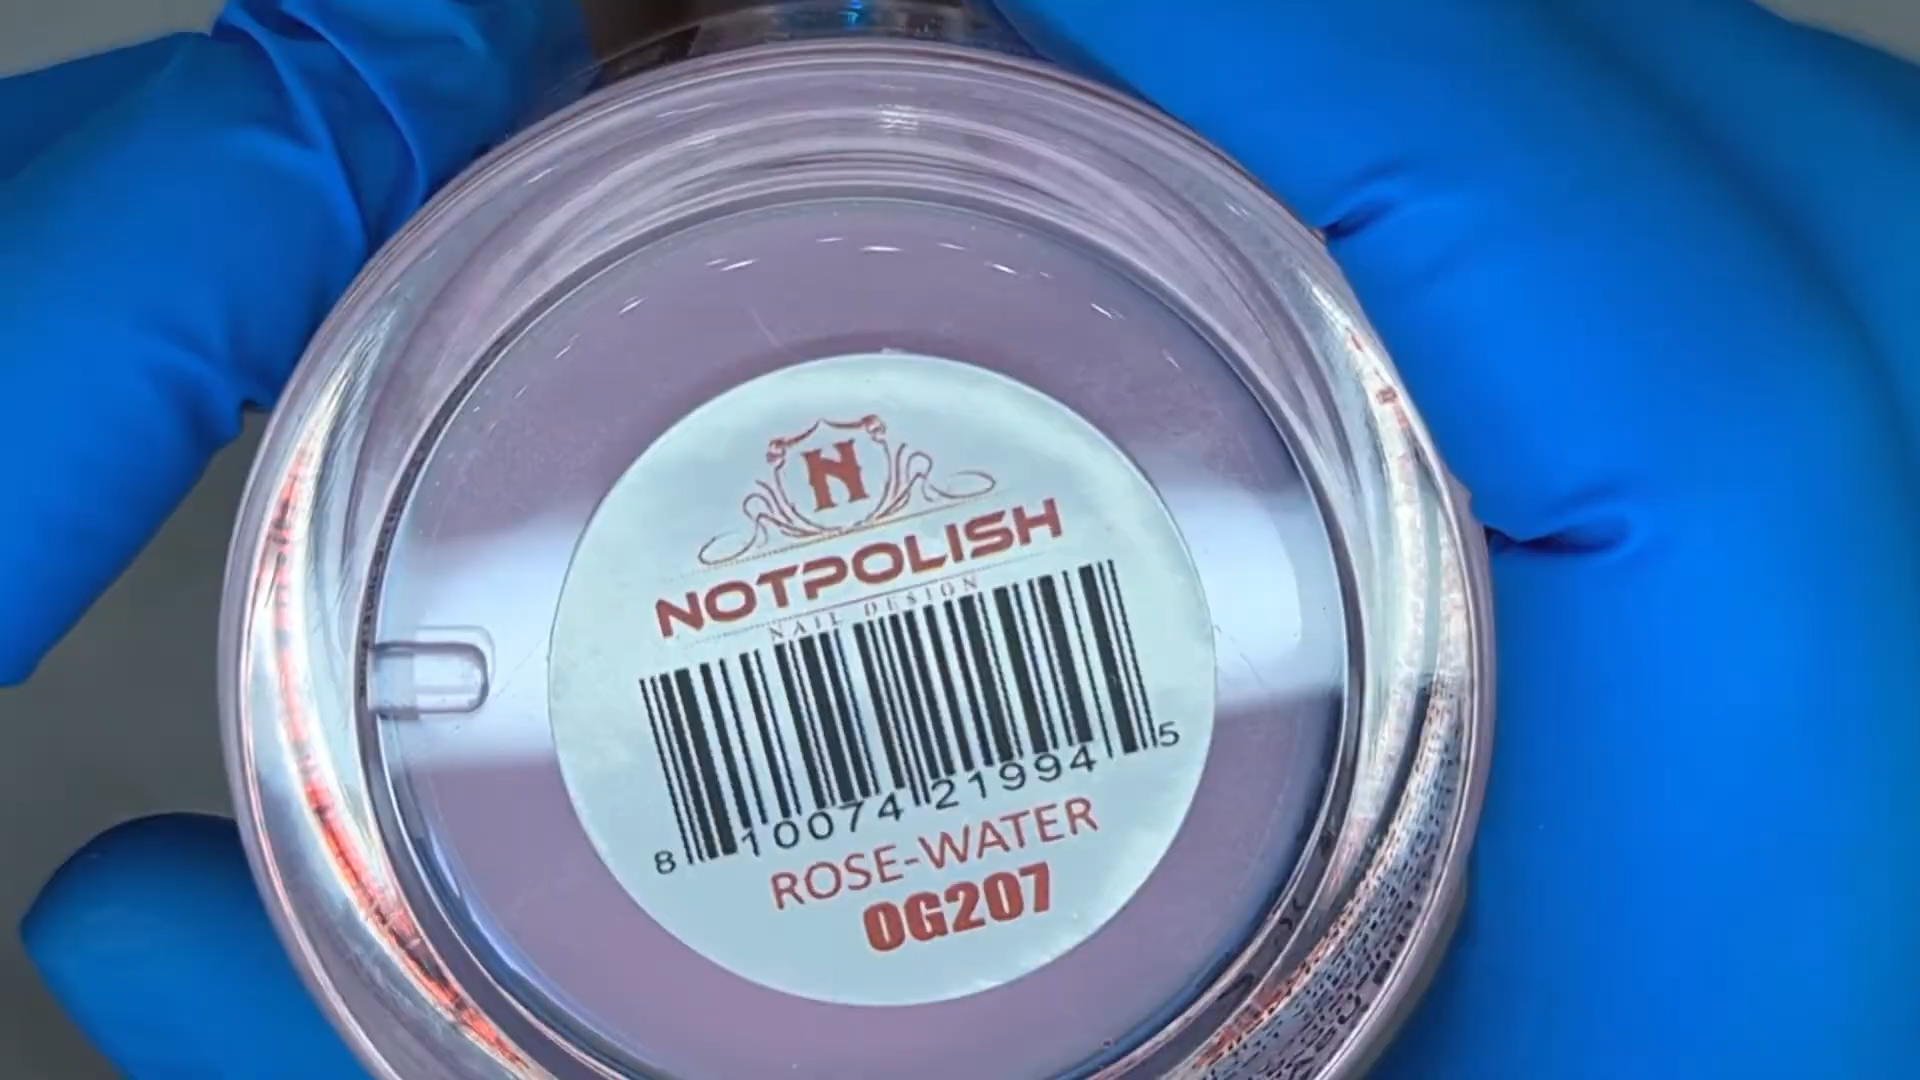 N
NOTPOLISH
NAIL DESIGN
8 10074 21994 5
ROSE-WATER
OG207